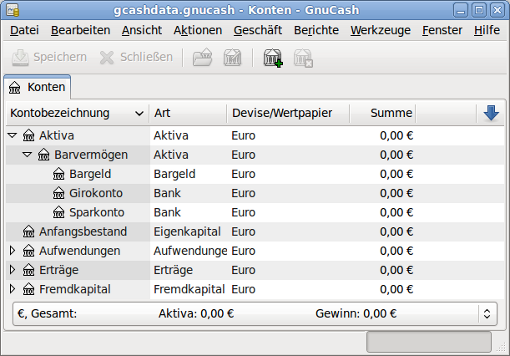 gcashdata.gnucash - Konten - GnuCash
Datei Bearbeiten Ansicht Aktionen Geschäft Berichte Werkzeuge Fenster Hilfe
Speichern Schließen
Konten
Kontobezeichnung Art Devise/Wertpapier Summe
Aktiva Aktiva Euro 0,00 €
Barvermögen Aktiva Euro 0,00 €
Bargeld Bargeld Euro 0,00 €
Girokonto Bank Euro 0,00 €
Sparkonto Bank Euro 0,00 €
Anfangsbestand Eigenkapital Euro 0,00 €
Aufwendungen Aufwendunge Euro 0,00 €
Erträge Erträge Euro 0,00 €
Fremdkapital Fremdkapital Euro 0,00 €
€, Gesamt: Aktiva: 0,00 € Gewinn: 0,00 €